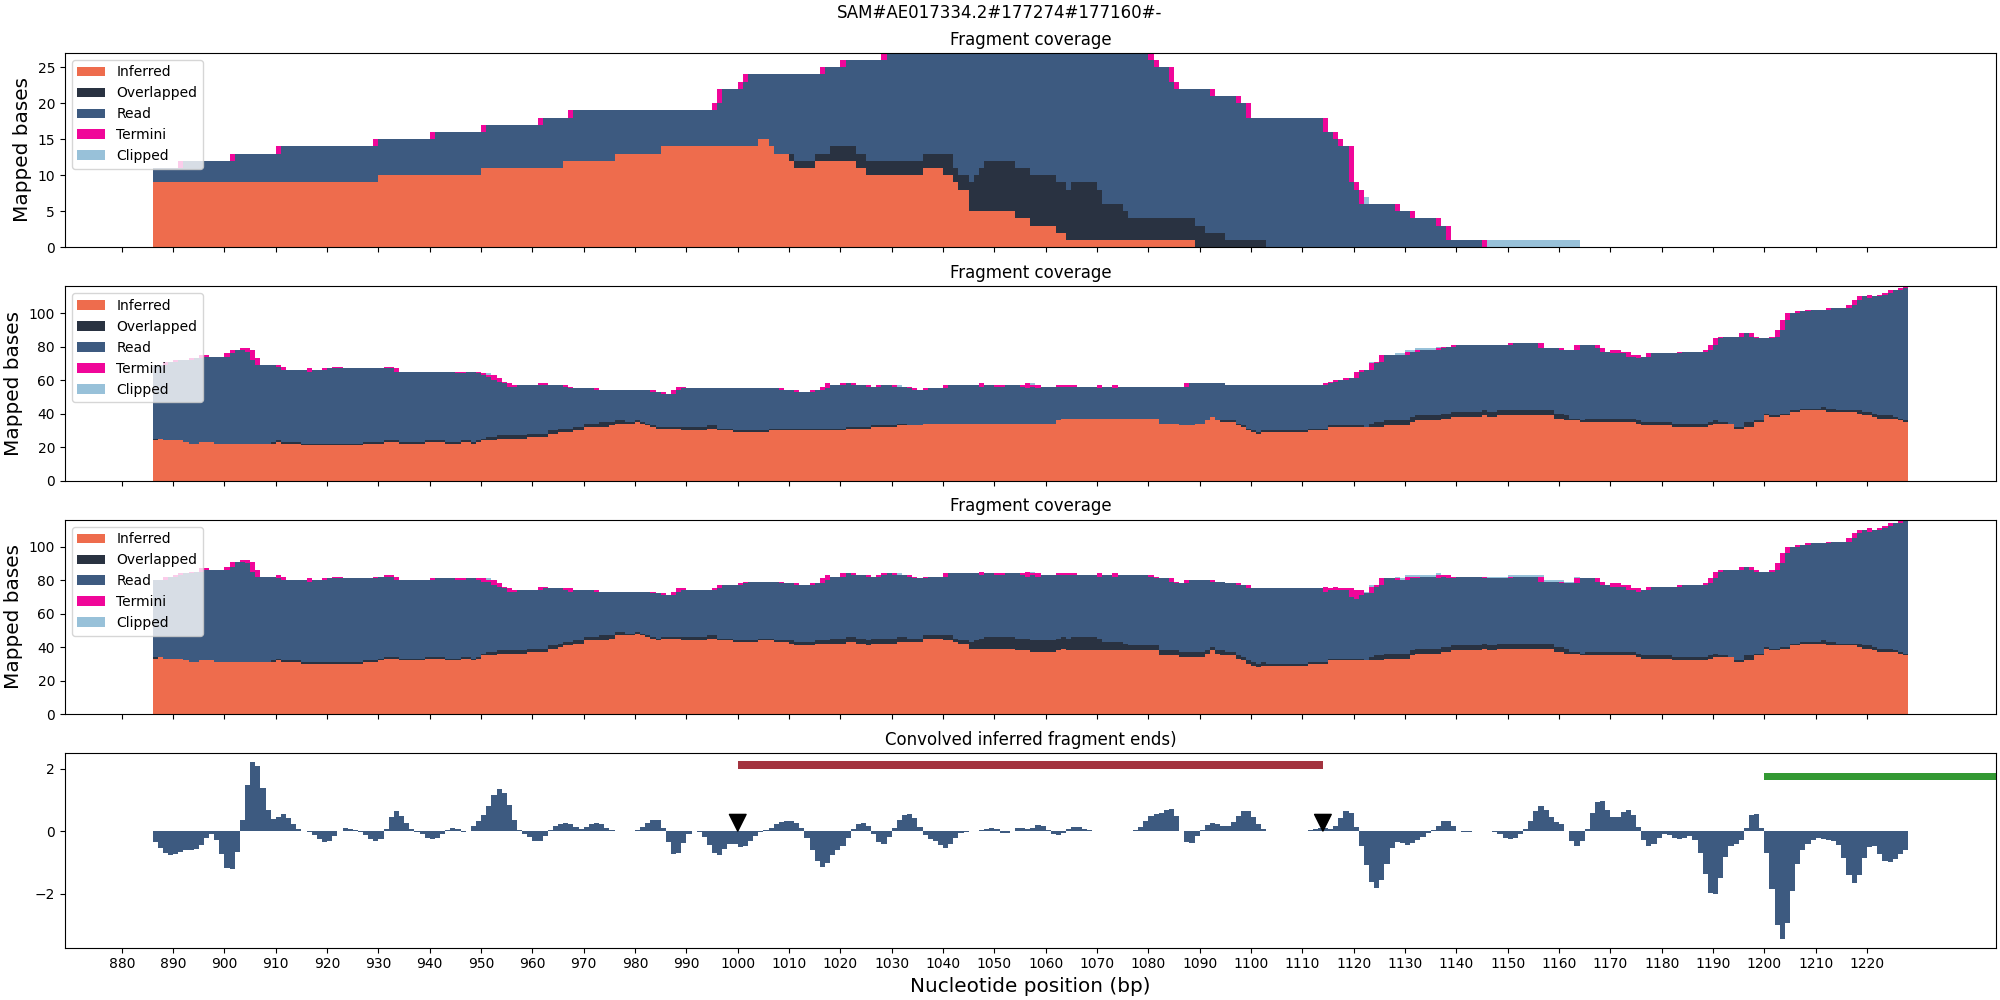 SAM#AE017334.2#177274#177160#-
Fragment coverage
Mapped bases
25
20
15
10
5
0
Inferred
Overlapped
Read
Termini
Clipped
Fragment coverage
Mapped bases
100
80
60
40
20
0
Inferred
Overlapped
Read
Termini
Clipped
Fragment coverage
Mapped bases
100
80
60
40
20
0
Inferred
Overlapped
Read
Termini
Clipped
Convolved inferred fragment ends)
2
0
−2
880 890 900 910 920 930 940 950 960 970 980 990 1000 1010 1020 1030 1040 1050 1060 1070 1080 1090 1100 1110 1120 1130 1140 1150 1160 1170 1180 1190 1200 1210 1220
Nucleotide position (bp)